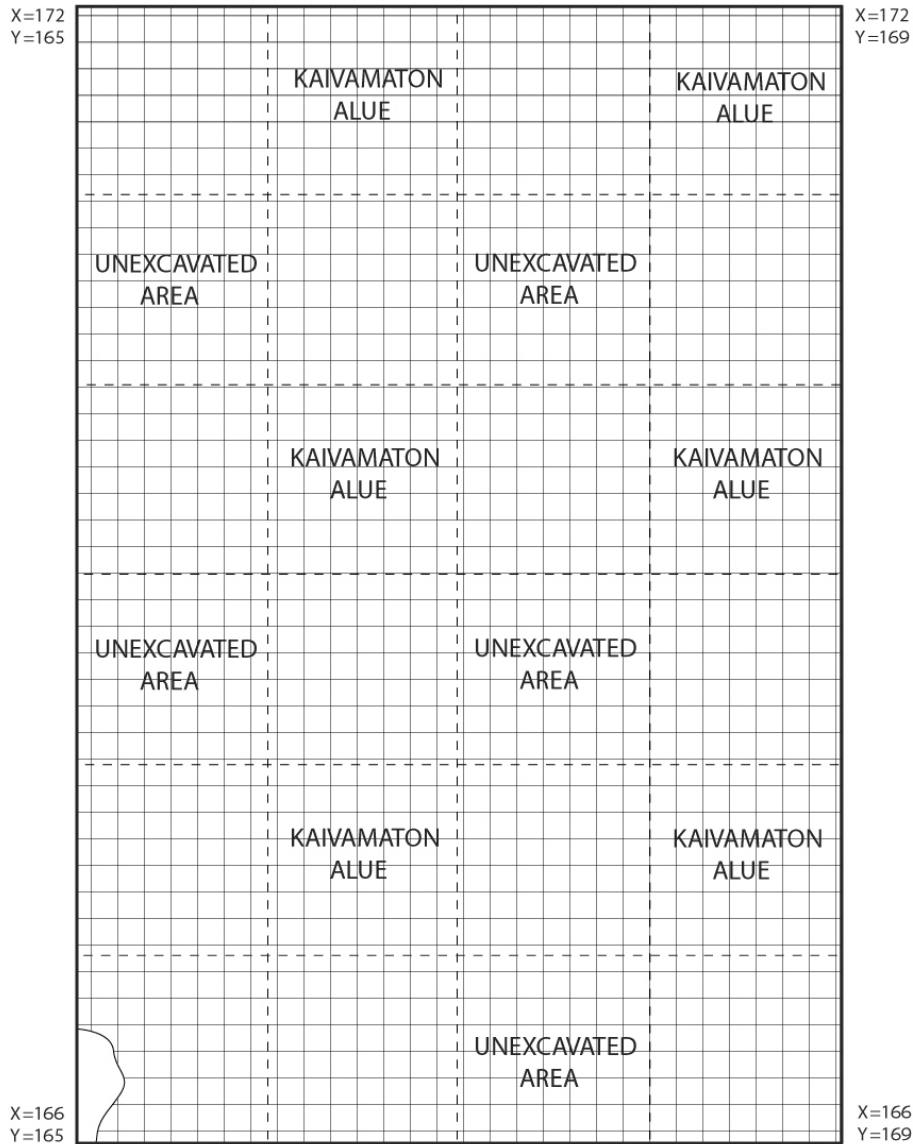 X=172
Y=165
X=172
Y=169
KAIVAMATON
ALUE
KAIVAMATON
ALUE
UNEXCAVATED
AREA
UNEXCAVATED
AREA
KAIVAMATON
ALUE
KAIVAMATON
ALUE
UNEXCAVATED
AREA
UNEXCAVATED
AREA
KAIVAMATON
ALUE
KAIVAMATON
ALUE
UNEXCAVATED
AREA
X=166
Y=165
X=166
Y=169